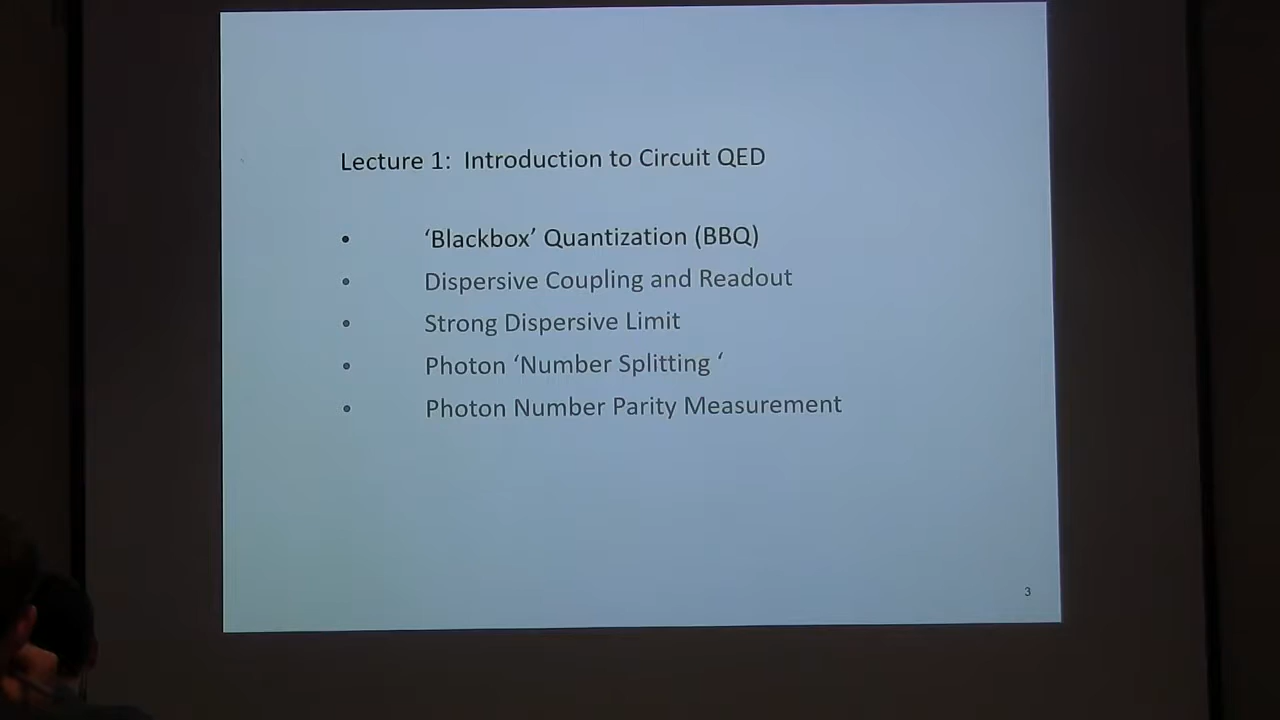 Lecture 1:  Introduction to Circuit QED
• ‘Blackbox’ Quantization (BBQ)
• Dispersive Coupling and Readout
• Strong Dispersive Limit
• Photon ‘Number Splitting ‘
• Photon Number Parity Measurement
3